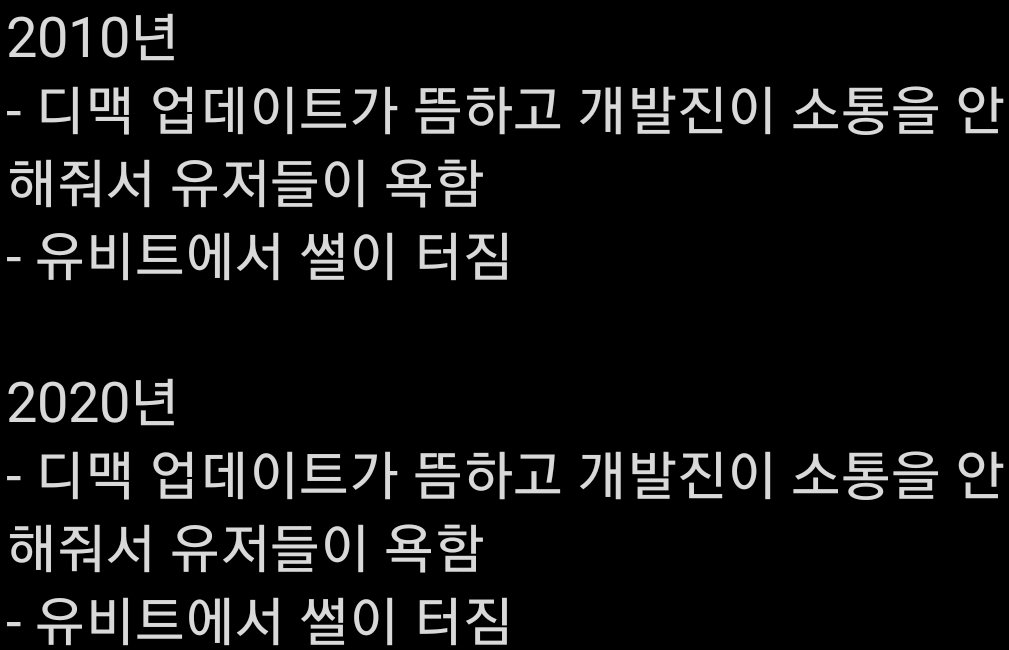 2010년
- 디맥 업데이트가 뜸하고 개발진이 소통을 안
해줘서 유저들이 욕함
- 유비트에서 썰이 터짐
2020년
- 디맥 업데이트가 뜸하고 개발진이 소통을 안
해줘서 유저들이 욕함
- 유비트에서 썰이 터짐